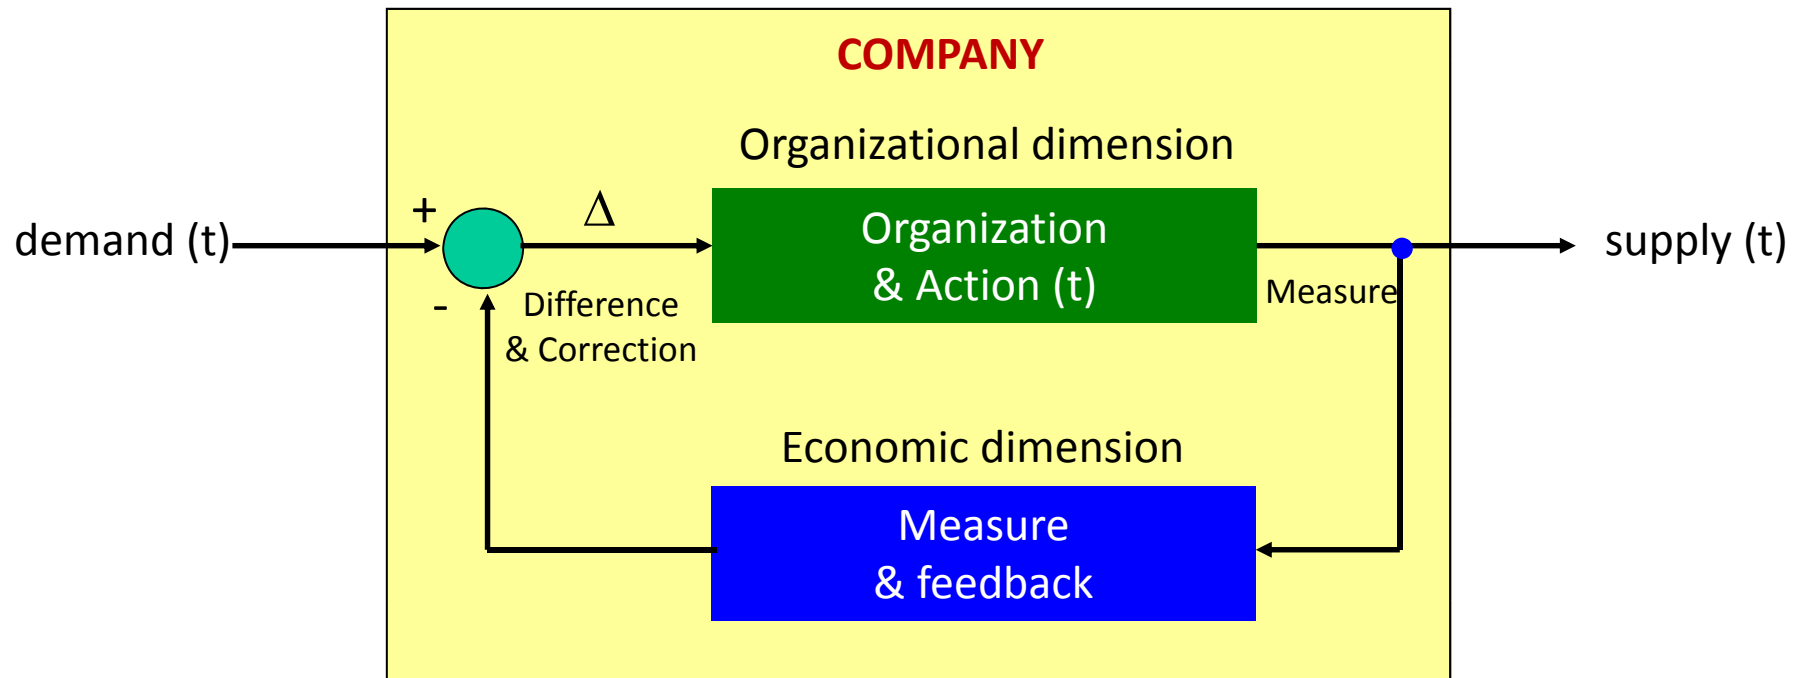 COMPANY
Organizational dimension
demand (t)
+
Δ
Organization
& Action (t)
supply (t)
-
Difference
& Correction
Measure
Economic dimension
Measure
& feedback